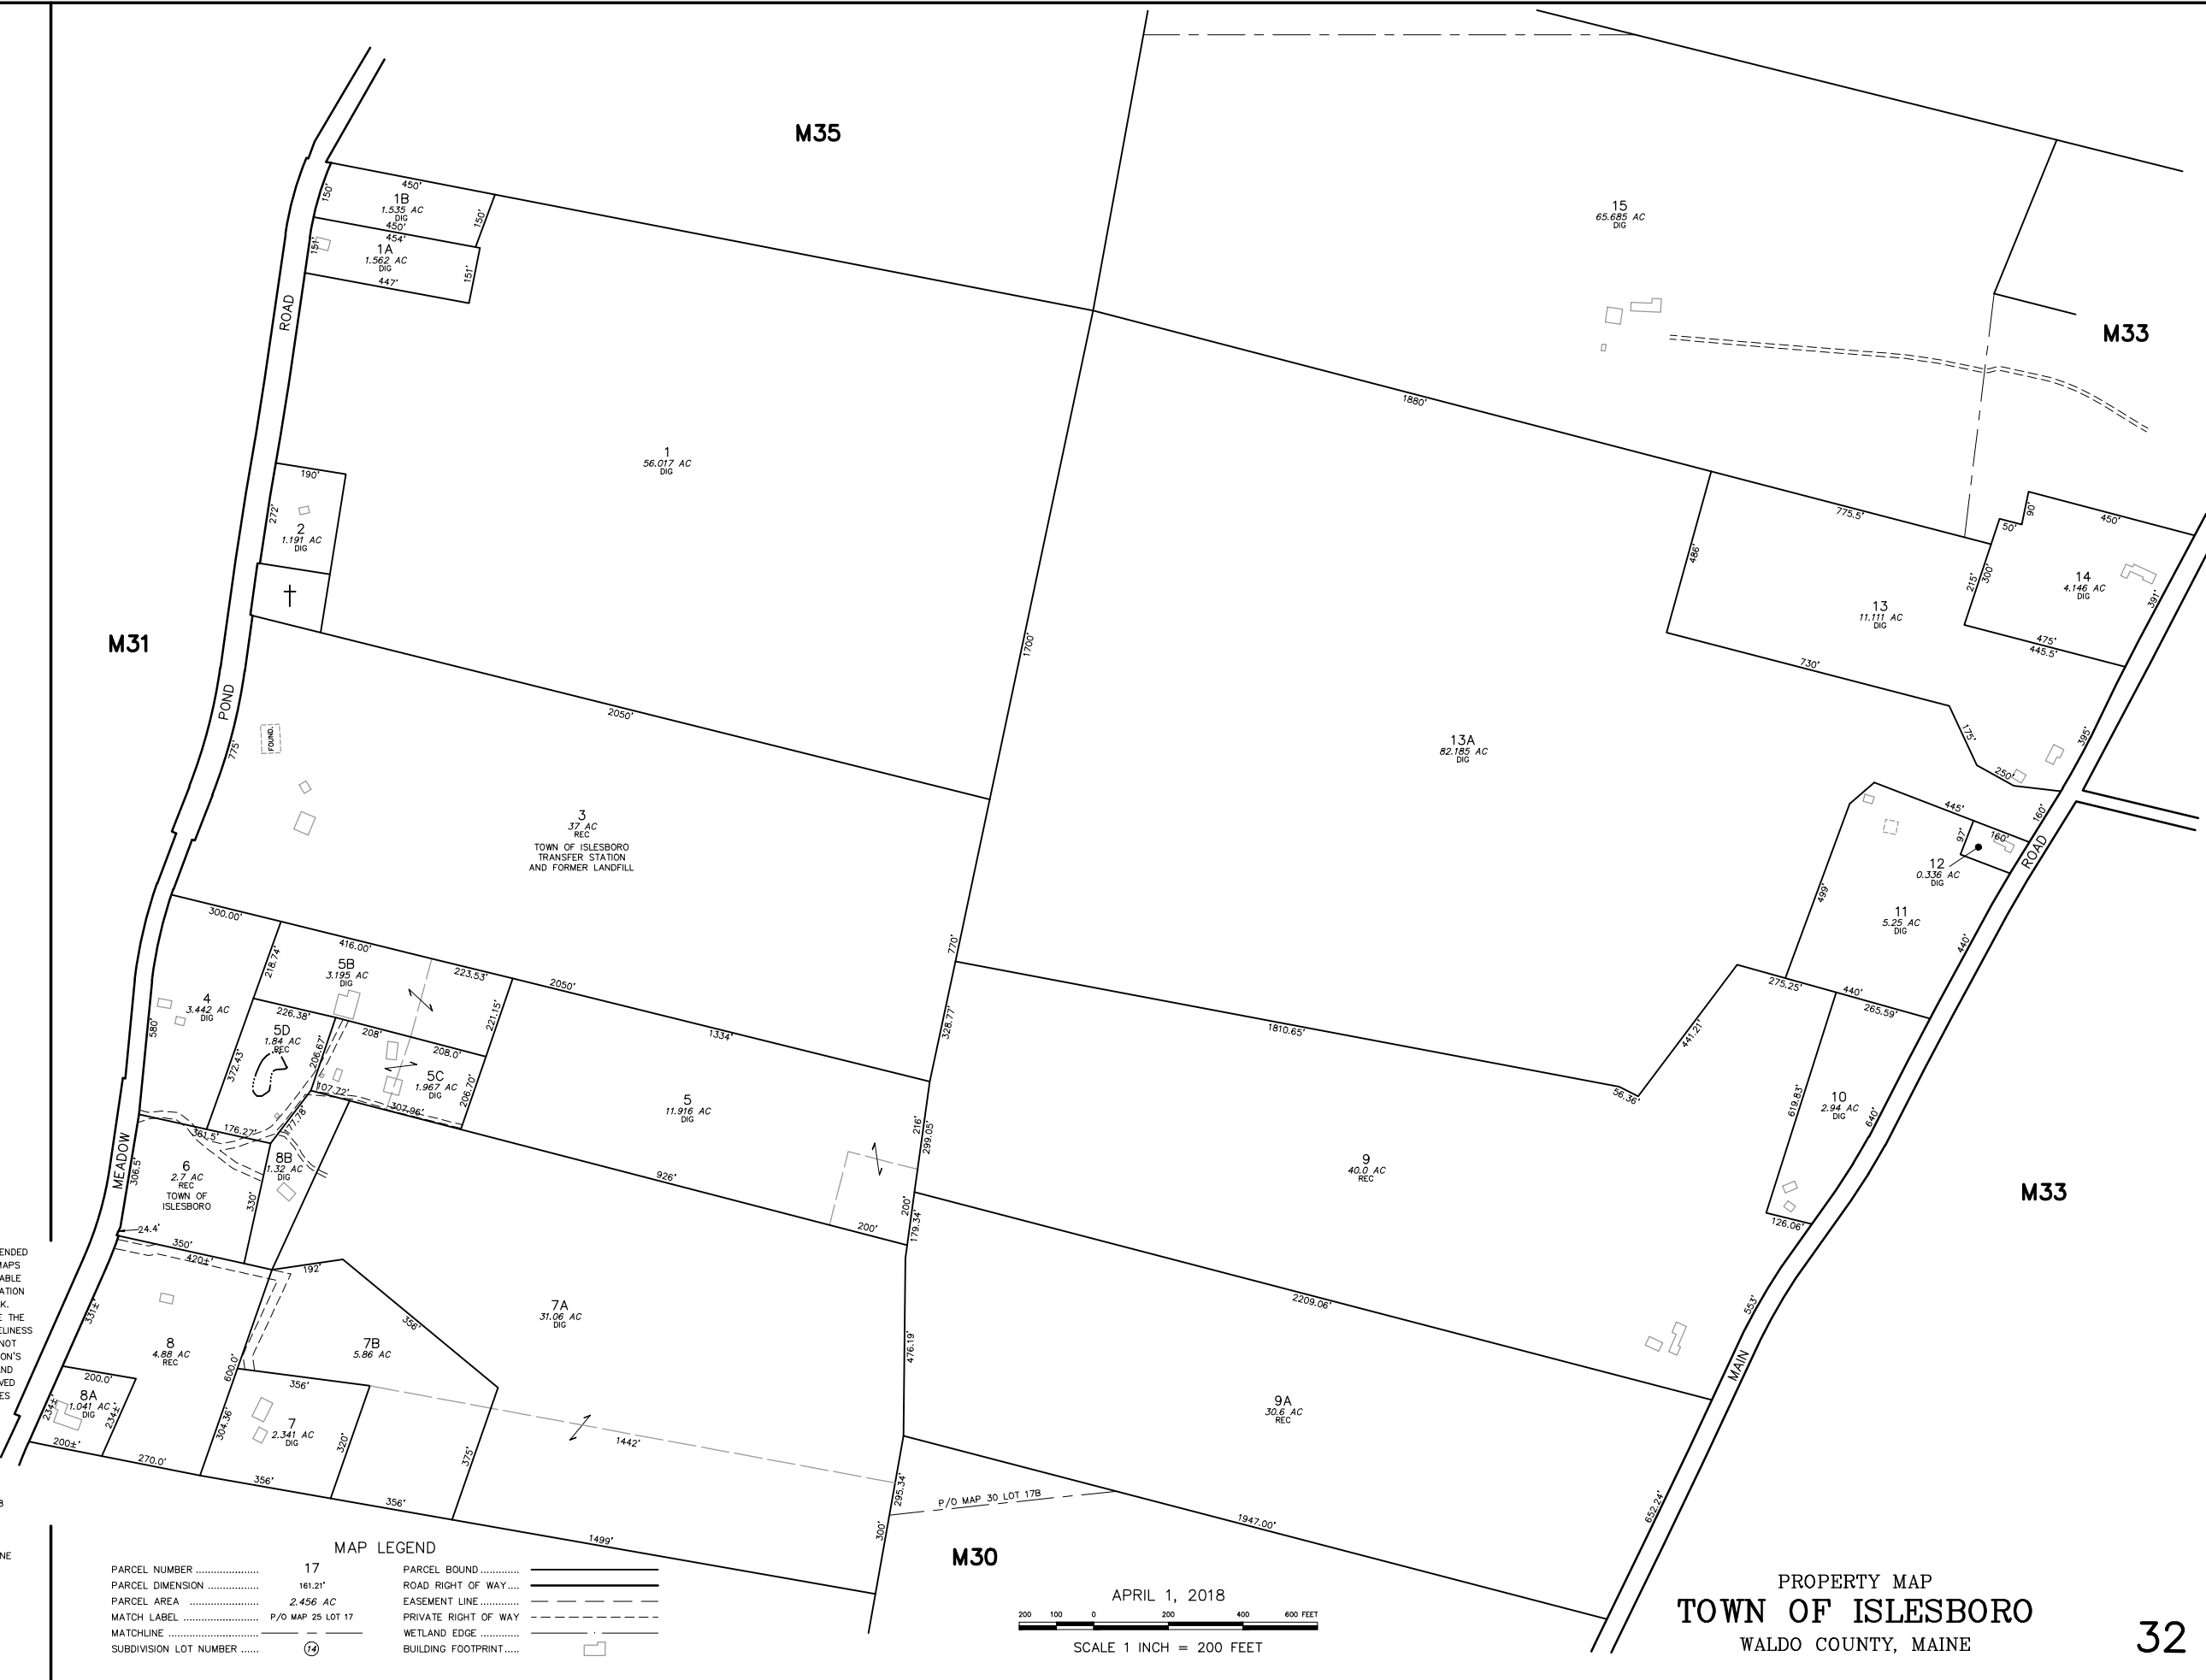 M35
450'
150'
1B
1.535 AC
DIG
450'
150'
454'
151'
1A
1.562 AC
DIG
151'
447'
ROAD
15
65.685 AC
DIG
M33
1880'
1
56.017 AC
DIG
190'
272'
2
1.191 AC
DIG
775.5'
486'
50'
90'
450'
215'
300'
14
4.146 AC
DIG
391'
13
11.111 AC
DIG
475'
445.5'
M31
1700'
730'
POND
2050'
775'
FOUND.
175'
395'
250'
13A
82.185 AC
DIG
3
37 AC
REC
TOWN OF ISLESBORO
TRANSFER STATION
AND FORMER LANDFILL
445'
160'
97'
160'
ROAD
12
0.336 AC
DIG
499'
11
5.25 AC
DIG
440'
300.00'
416.00'
218.74'
5B
3.195 AC
DIG
223.53'
2050'
770'
275.25'
440'
265.59'
4
3.442 AC
DIG
580'
226.38'
208'
208.0'
221.15'
1334'
328.77'
1810.65'
441.21'
56.36'
5D
1.84 AC
REC
206.67'
372.43'
5C
1.967 AC
DIG
107.72'
307.96'
206.70'
5
11.916 AC
DIG
216'
299.05'
619.83'
10
2.94 AC
DIG
640'
361.5'
176.27'
177.78'
MEADOW
306.5'
6
2.7 AC
REC
TOWN OF
ISLESBORO
8B
1.32 AC
DIG
330'
926'
200'
200'
179.34'
9
40.0 AC
REC
M33
126.06'
24.4'
350'
420±'
192'
331±'
356'
7A
31.06 AC
DIG
2209.06'
553'
8
4.88 AC
REC
600.0'
7B
5.86 AC
476.19'
MAIN
200.0'
8A
1.041 AC
DIG
234±'
234±'
200±'
356'
304.36'
7
2.341 AC
DIG
320'
375'
1442'
9A
30.6 AC
REC
270.0'
356'
356'
1499'
295.34'
300'
P/O MAP 30 LOT 17B
1947.00'
652.24'
M30
ENDED
MAPS
ABLE
ATION
K.
E THE
ELINESS
NOT
ON'S
AND
VED
ES
8
NE
MAP LEGEND
PARCEL NUMBER ..................... 17
PARCEL DIMENSION ................. 161.21'
PARCEL AREA ....................... 2.456 AC
MATCH LABEL ......................... P/O MAP 25 LOT 17
MATCHLINE ..............................
SUBDIVISION LOT NUMBER ...... 14
PARCEL BOUND .............
ROAD RIGHT OF WAY....
EASEMENT LINE.............
PRIVATE RIGHT OF WAY
WETLAND EDGE .............
BUILDING FOOTPRINT.....
APRIL 1, 2018
200 100 0 200 400 600 FEET
SCALE 1 INCH = 200 FEET
PROPERTY MAP
TOWN OF ISLESBORO
WALDO COUNTY, MAINE
32